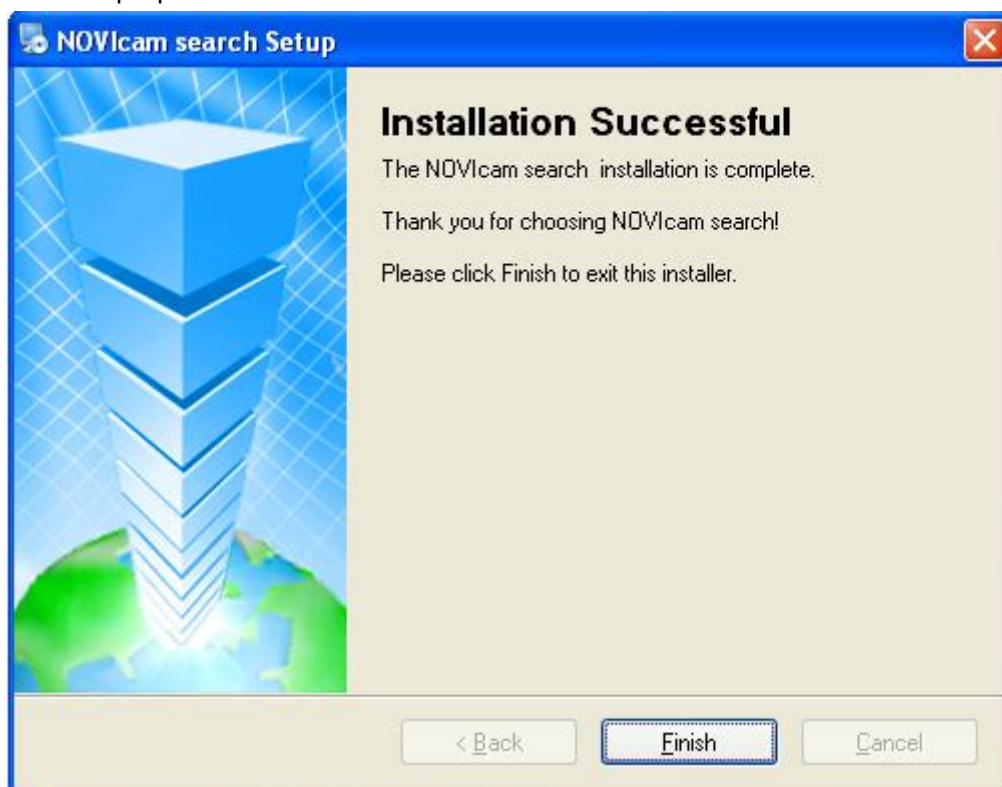 NOVIcam search Setup
Installation Successful
The NOVIcam search  installation is complete.
Thank you for choosing NOVIcam search!
Please click Finish to exit this installer.
< Back
Finish
Cancel